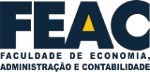 FEAC
FACULDADE DE ECONOMIA,
ADMINISTRAÇÃO E CONTABILIDADE